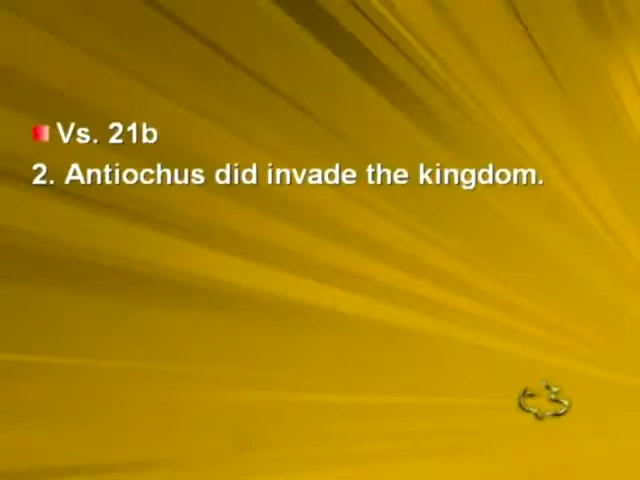 Vs. 21b
2. Antiochus did invade the kingdom.